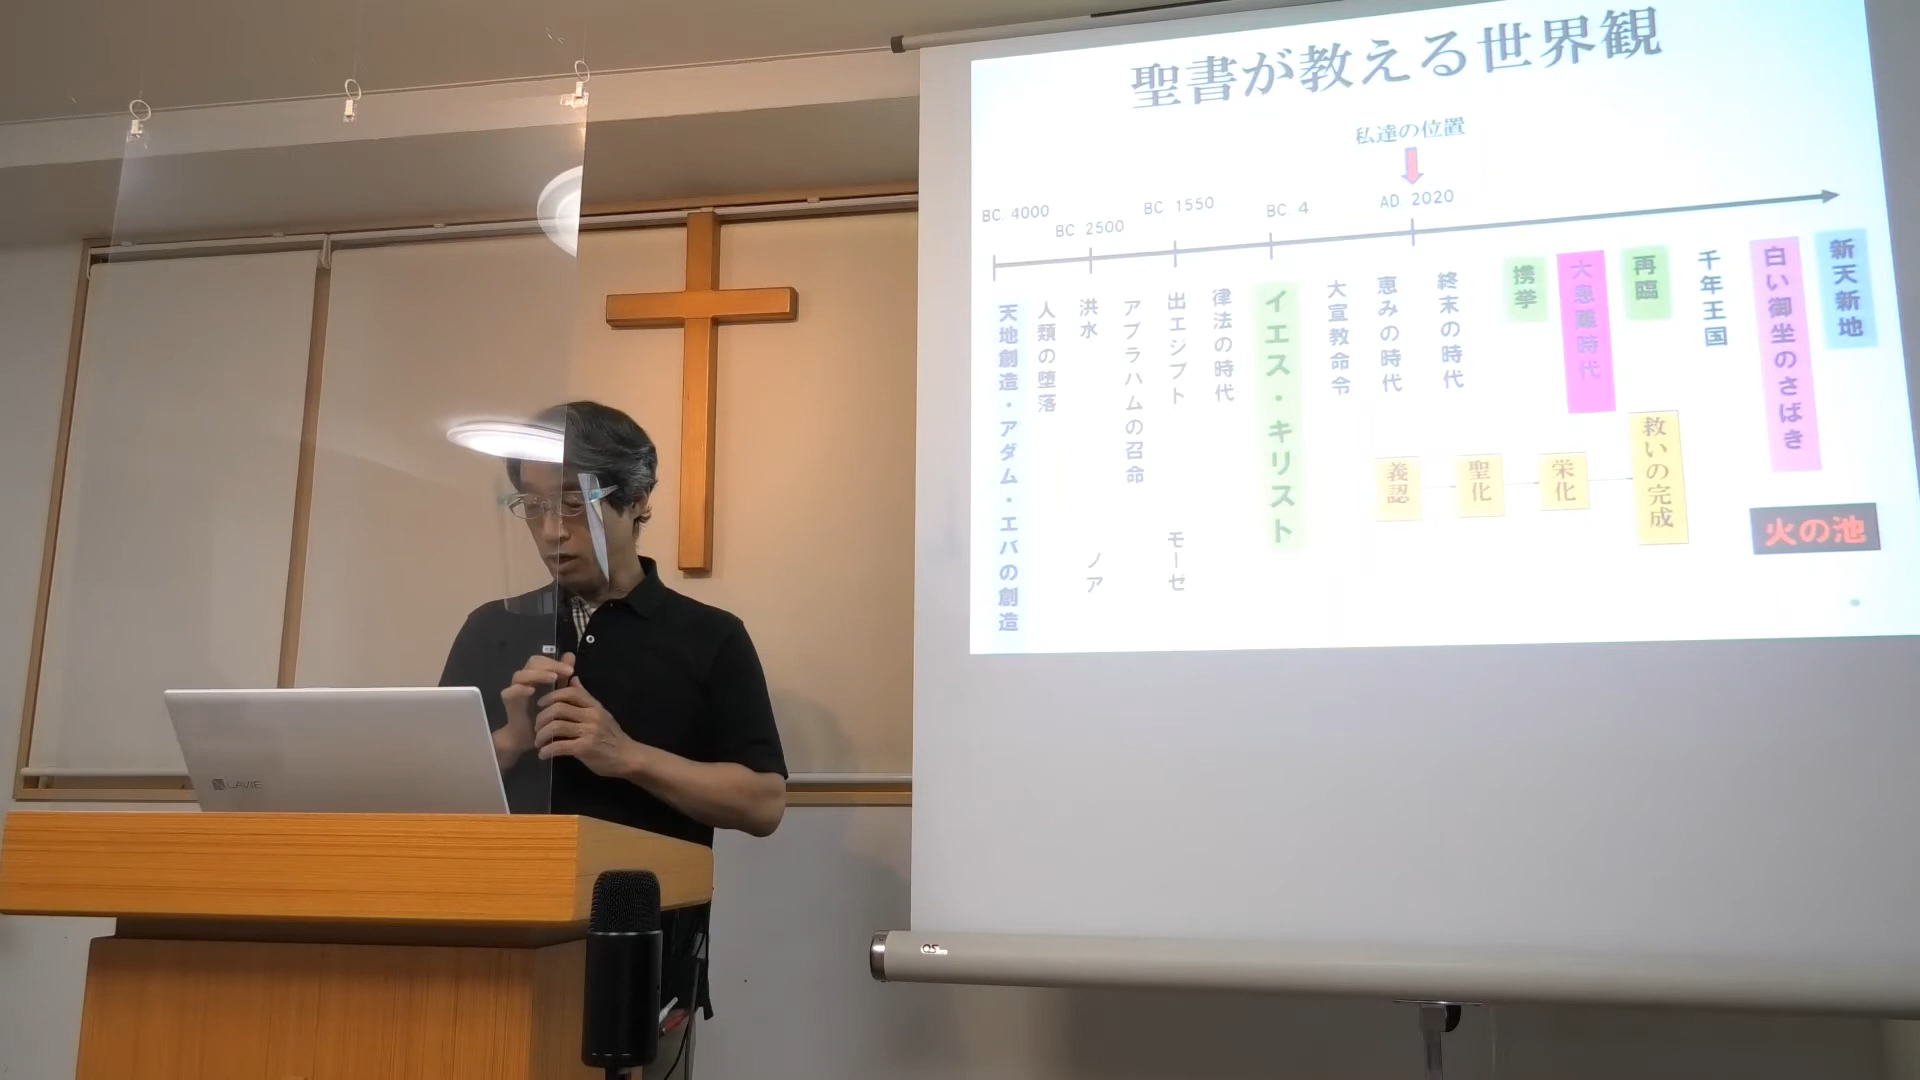 聖書が教える世界観
私達の位置
BC. 4000
BC 2500
BC 1550
BC 4
AD. 2020
天地創造・アダム・エバの創造
人類の堕落
洪水
ノア
アブラハムの召命
出エジプト
モーゼ
律法の時代
イエス・キリスト
大宣教命令
恵みの時代
終末の時代
携挙
大患難時代
再臨
千年王国
白い御坐のさばき
新天新地
義認
聖化
栄化
救いの完成
火の池
LAVIE
OS